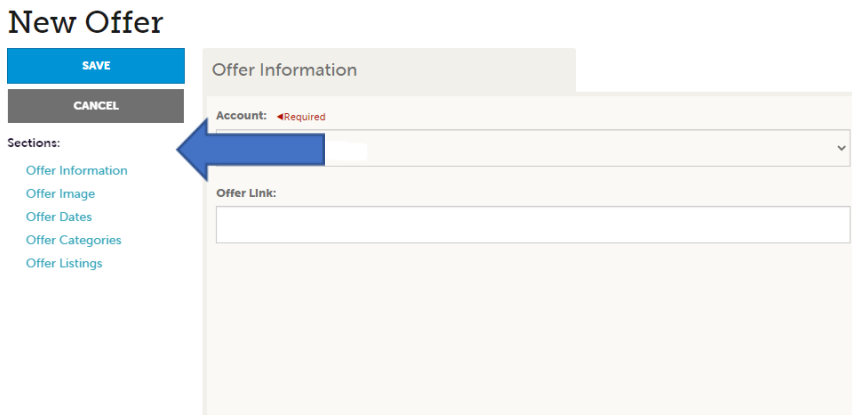 New Offer
SAVE
CANCEL
Sections:
Offer Information
Offer Image
Offer Dates
Offer Categories
Offer Listings
Offer Information
Account: ◄Required
Offer LInk: